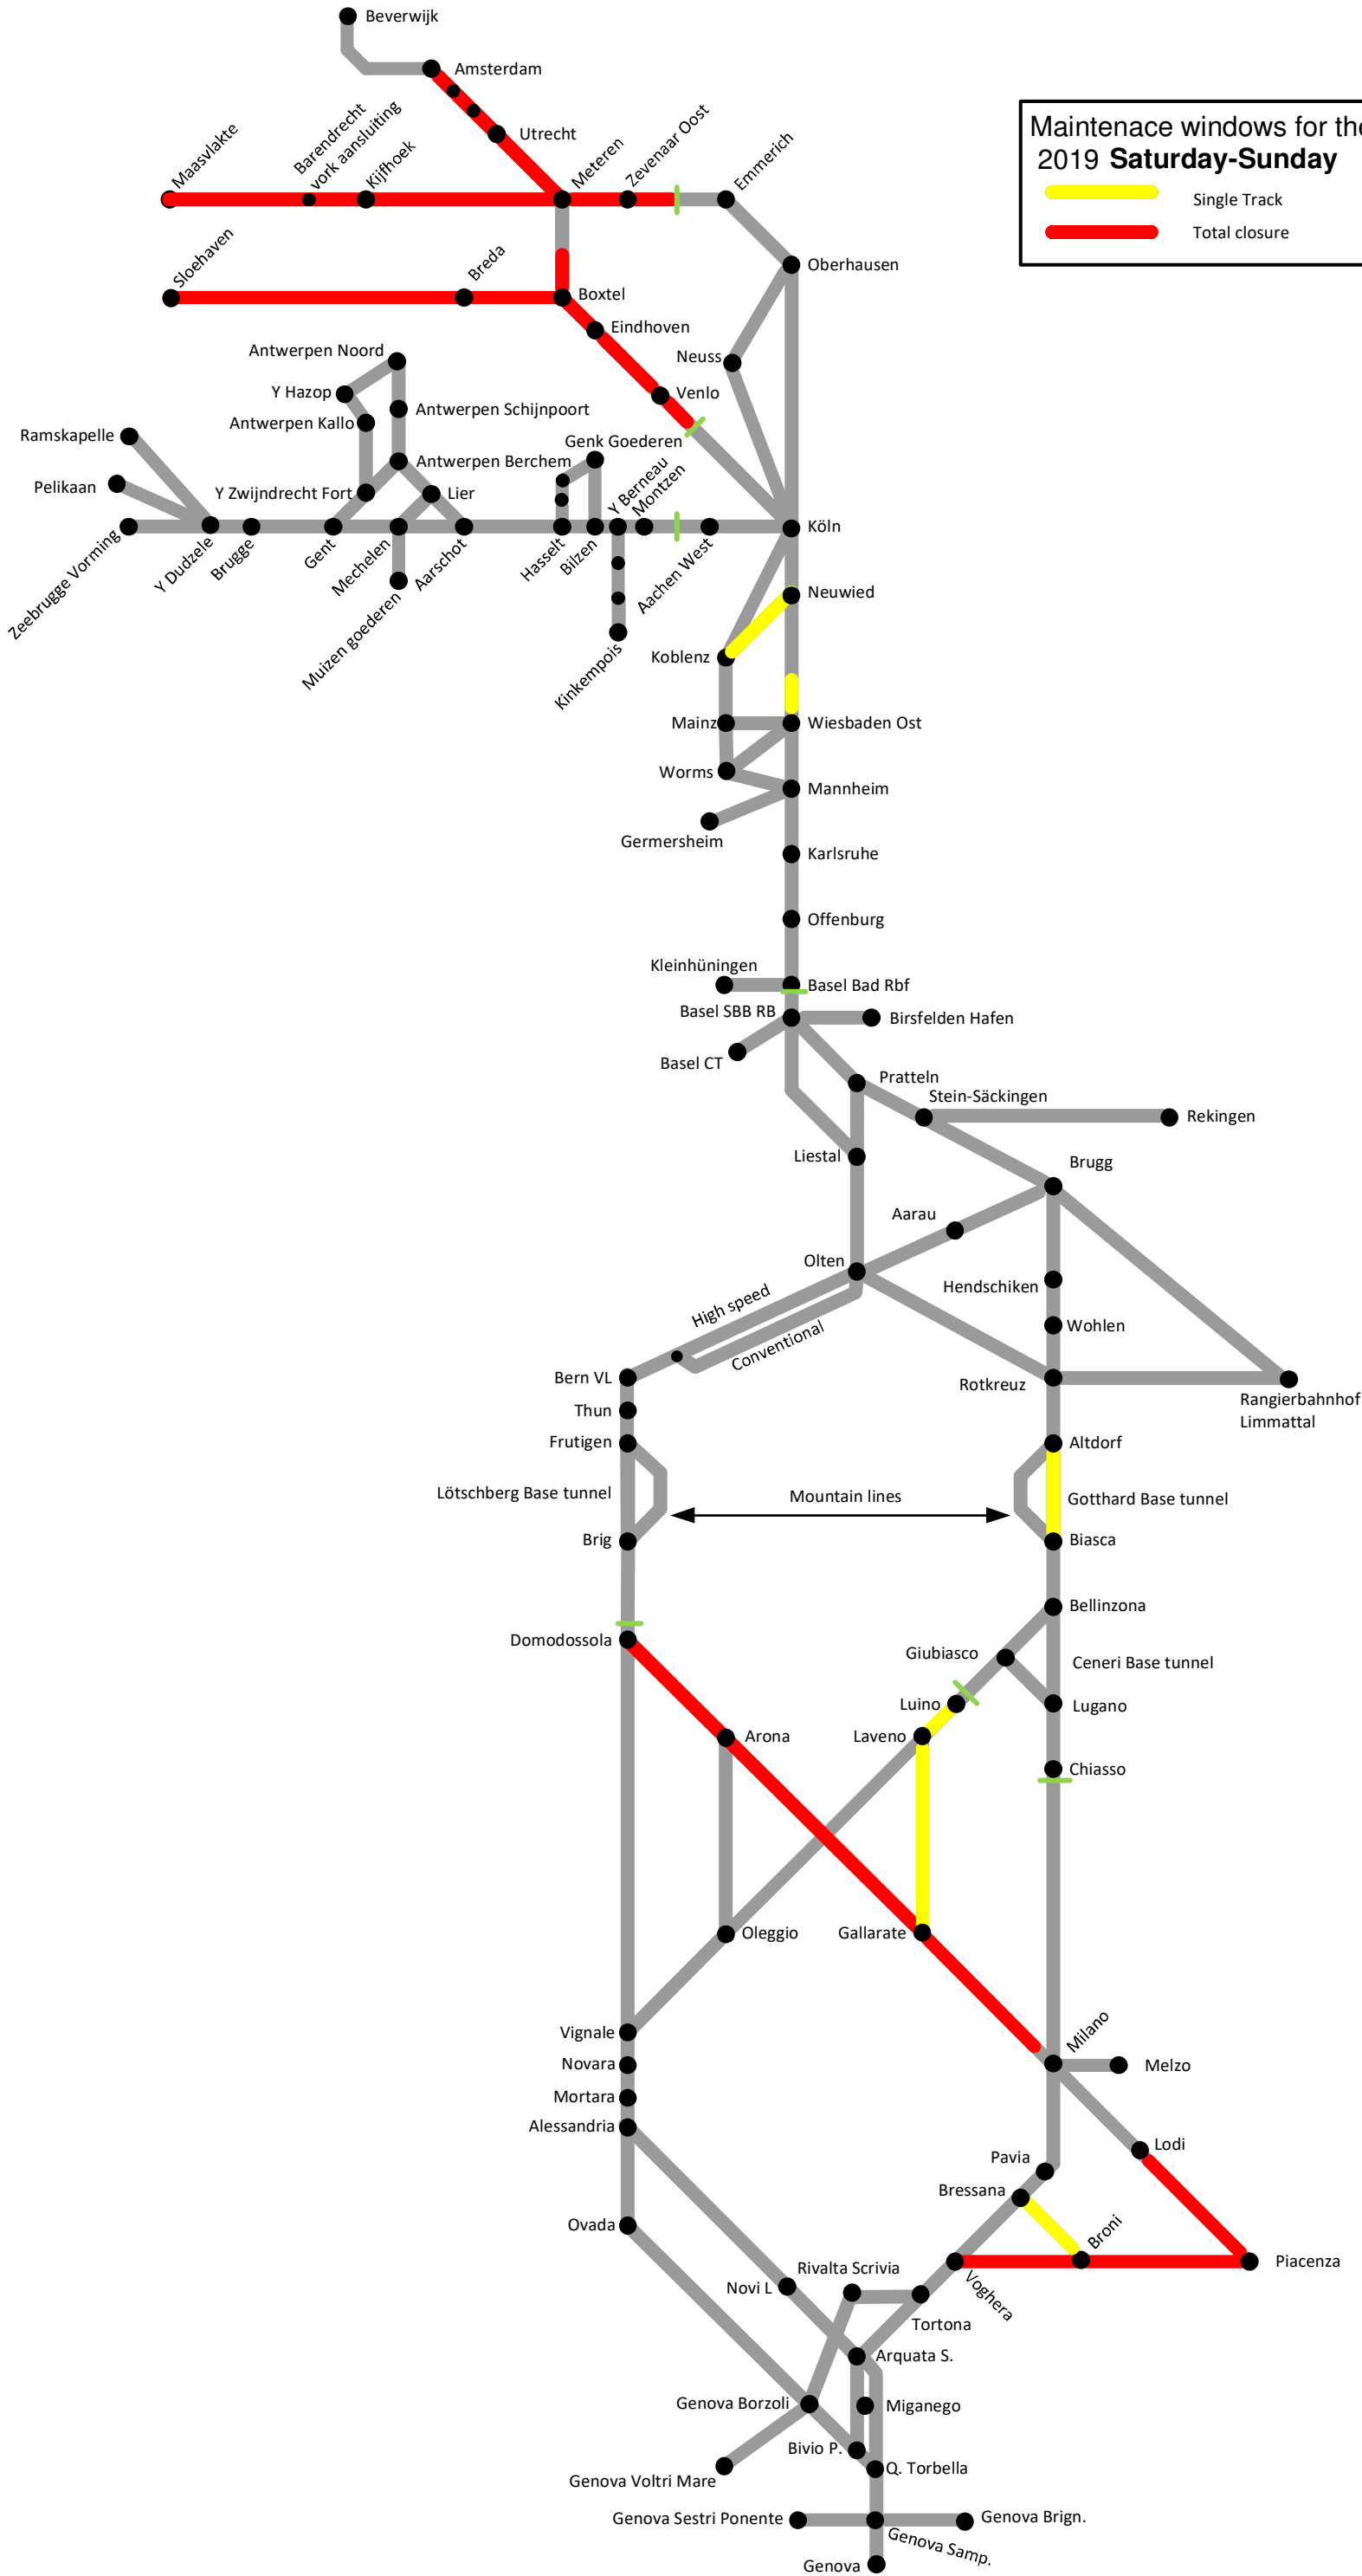 Beverwijk
Amsterdam
Utrecht
Maintenace windows for the
2019 Saturday-Sunday
Single Track
Total closure
Maasvlakte
Barendrecht
vork aansluiting
Kijfhoek
Meteren
Zevenaar Oost
Emmerich
Sloehaven
Breda
Boxtel
Oberhausen
Eindhoven
Antwerpen Noord
Neuss
Y Hazop
Venlo
Antwerpen Schijnpoort
Antwerpen Kallo
Ramskapelle
Genk Goederen
Antwerpen Berchem
Pelikaan
Y Zwijndrecht Fort
Lier
Y Berneau
Montzen
Köln
Zeebrugge Vorming
Y Dudzele
Brugge
Gent
Mechelen
Muizen goederen
Aarschot
Hasselt
Bilzen
Kinkempois
Aachen West
Neuwied
Koblenz
Mainz
Wiesbaden Ost
Worms
Mannheim
Germersheim
Karlsruhe
Offenburg
Kleinhüningen
Basel Bad Rbf
Basel SBB RB
Birsfelden Hafen
Basel CT
Pratteln
Stein-Säckingen
Rekingen
Liestal
Brugg
Aarau
Olten
Hendschiken
High speed
Conventional
Wohlen
Bern VL
Rotkreuz
Rangierbahnhof
Limmattal
Thun
Frutigen
Altdorf
Lötschberg Base tunnel
Mountain lines
Gotthard Base tunnel
Brig
Biasca
Bellinzona
Domodossola
Giubiasco
Ceneri Base tunnel
Luino
Lugano
Arona
Laveno
Chiasso
Oleggio
Gallarate
Vignale
Milano
Novara
Melzo
Mortara
Alessandria
Lodi
Pavia
Bressana
Ovada
Broni
Piacenza
Rivalta Scrivia
Novi L
Voghera
Tortona
Arquata S.
Genova Borzoli
Miganego
Bivio P.
Q. Torbella
Genova Voltri Mare
Genova Sestri Ponente
Genova Brign.
Genova Samp.
Genova